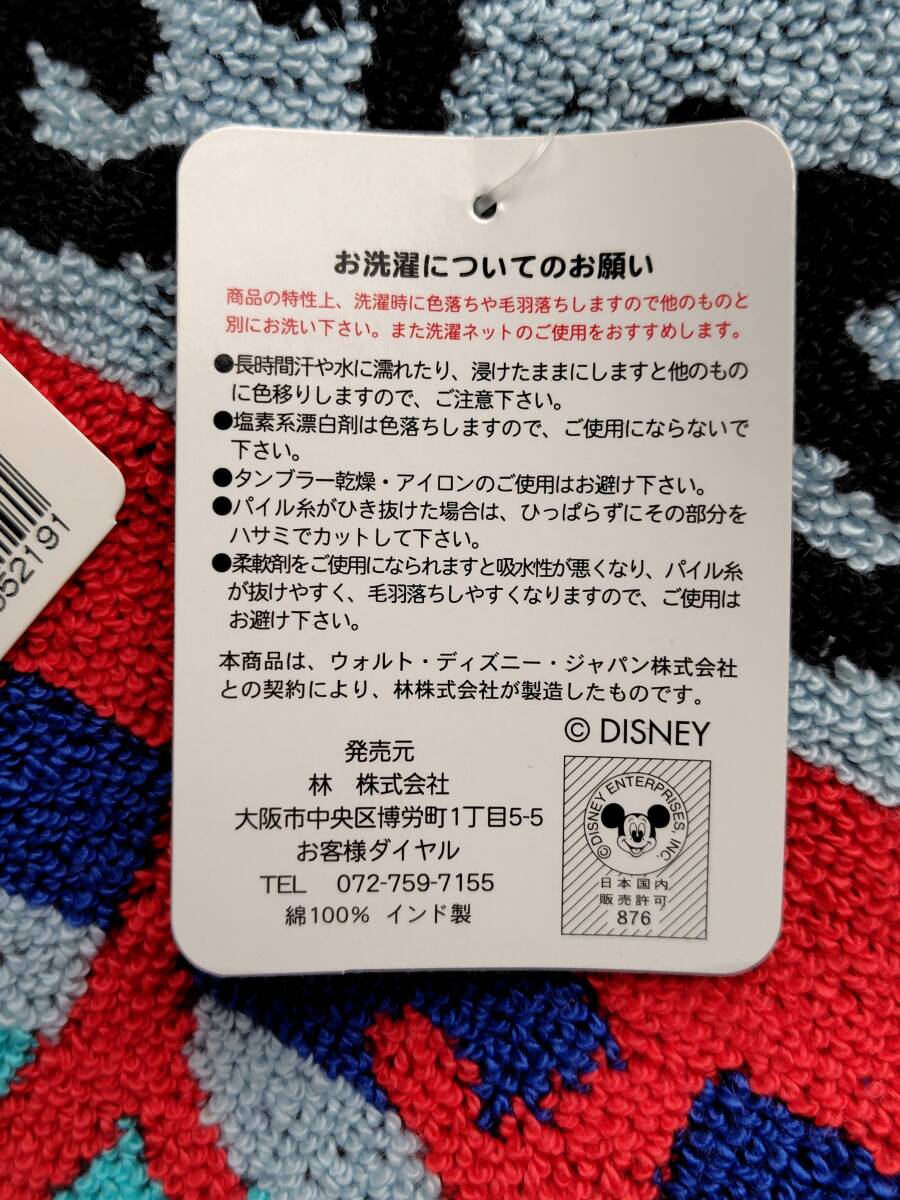 お洗濯についてのお願い
商品の特性上、洗濯時に色落ちや毛羽落ちしますので他のものと
別にお洗い下さい。また洗濯ネットのご使用をおすすめします。
●長時間汗や水に濡れたり、浸けたままにしますと他のもの
に色移りしますので、ご注意下さい。
●塩素系漂白剤は色落ちしますので、ご使用にならないで
下さい。
●タンブラー乾燥・アイロンのご使用はお避け下さい。
●パイル糸がひき抜けた場合は、ひっぱらずにその部分を
ハサミでカットして下さい。
●柔軟剤をご使用になられますと吸水性が悪くなり、パイル糸
が抜けやすく、毛羽落ちしやすくなりますので、ご使用は
お避け下さい。
本商品は、ウォルト・ディズニー・ジャパン株式会社
との契約により、林株式会社が製造したものです。
© DISNEY
発売元
林 株式会社
大阪市中央区博労町1丁目5-5
お客様ダイヤル
TEL 072-759-7155
綿100% インド製
©DISNEY ENTERPRISES, INC.
日本国内
販売許可
876
52191